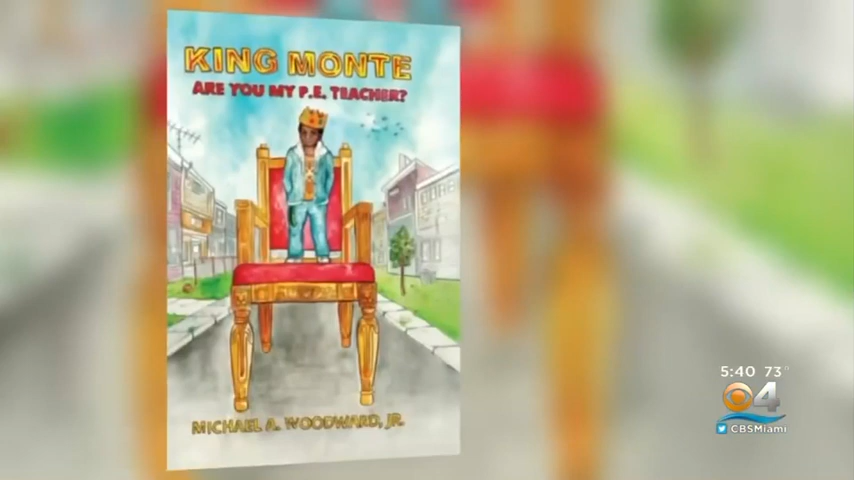 KING MONTE
ARE YOU MY P.E. TEACHER?
MICHAEL A. WOODWARD, JR.
5:40 73°
4
CBSMiami